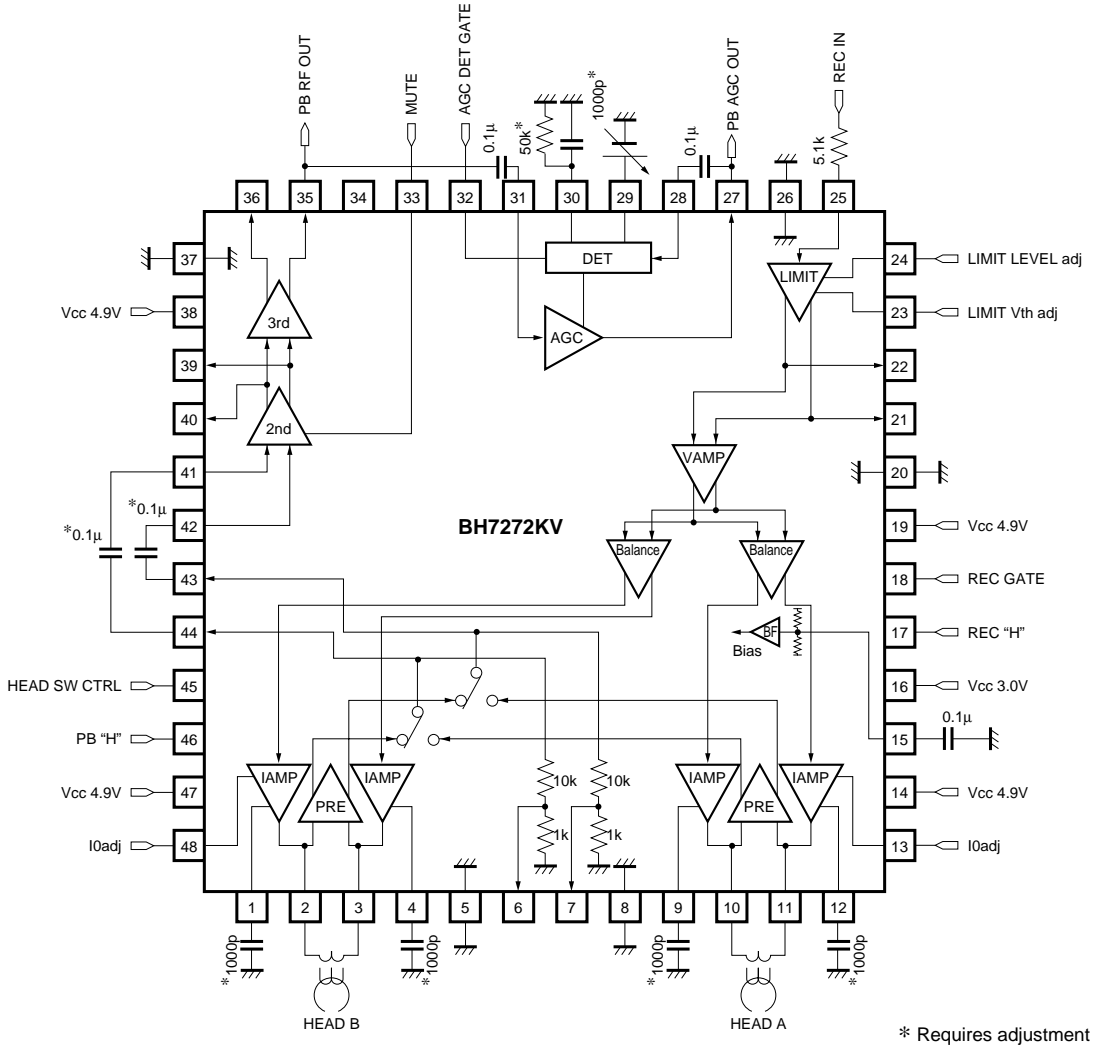 PB RF OUT
MUTE
AGC DET GATE
0.1μ
50k*
1000p*
0.1μ
PB AGC OUT
REC IN
5.1k
36 35 34 33 32 31 30 29 28 27 26 25
37
38
39
40
41
42
43
44
45
46
47
48
Vcc 4.9V
HEAD SW CTRL
PB “H”
Vcc 4.9V
I0adj
*0.1μ
*0.1μ
3rd
2nd
DET
AGC
LIMIT
VAMP
BH7272KV
Balance
Balance
BF
Bias
IAMP
PRE
IAMP
10k
10k
1k
1k
IAMP
PRE
IAMP
24 LIMIT LEVEL adj
23 LIMIT Vth adj
22
21
20
19 Vcc 4.9V
18 REC GATE
17 REC “H”
16 Vcc 3.0V
15 0.1μ
14 Vcc 4.9V
13 I0adj
1 2 3 4 5 6 7 8 9 10 11 12
*1000p
*1000p
*1000p
*1000p
HEAD B
HEAD A
* Requires adjustment